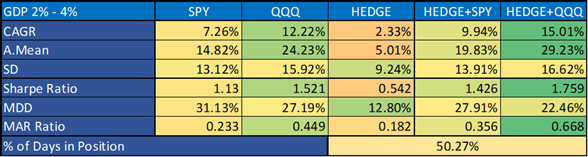 GDP 2% - 4% SPY QQQ HEDGE HEDGE+SPY HEDGE+QQQ
CAGR 7.26% 12.22% 2.33% 9.94% 15.01%
A.Mean 14.82% 24.23% 5.01% 19.83% 29.23%
SD 13.12% 15.92% 9.24% 13.91% 16.62%
Sharpe Ratio 1.13 1.521 0.542 1.426 1.759
MDD 31.13% 27.19% 12.80% 27.91% 22.46%
MAR Ratio 0.233 0.449 0.182 0.356 0.668
% of Days in Position 50.27%